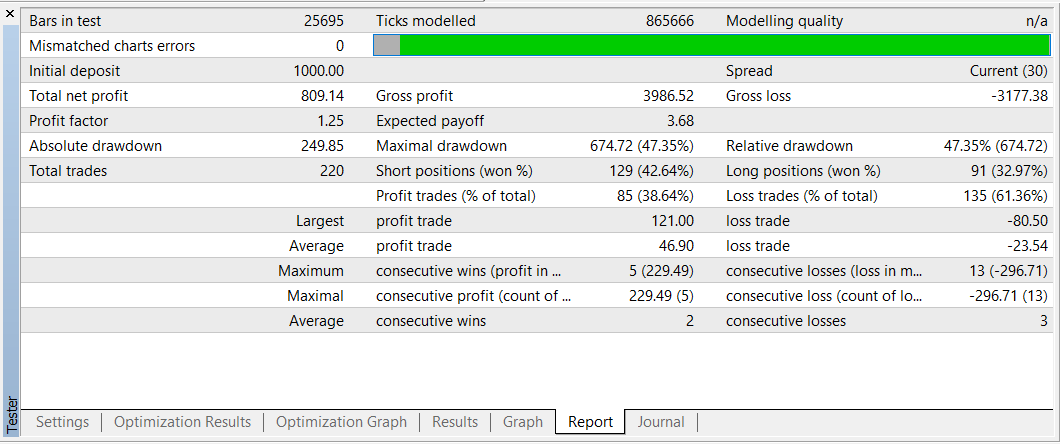 Bars in test 25695 Ticks modelled 865666 Modelling quality n/a
Mismatched charts errors 0
Initial deposit 1000.00 Spread Current (30)
Total net profit 809.14 Gross profit 3986.52 Gross loss -3177.38
Profit factor 1.25 Expected payoff 3.68
Absolute drawdown 249.85 Maximal drawdown 674.72 (47.35%) Relative drawdown 47.35% (674.72)
Total trades 220 Short positions (won %) 129 (42.64%) Long positions (won %) 91 (32.97%)
Profit trades (% of total) 85 (38.64%) Loss trades (% of total) 135 (61.36%)
Largest profit trade 121.00 loss trade -80.50
Average profit trade 46.90 loss trade -23.54
Maximum consecutive wins (profit in ... 5 (229.49) consecutive losses (loss in m... 13 (-296.71)
Maximal consecutive profit (count of ... 229.49 (5) consecutive loss (count of lo... -296.71 (13)
Average consecutive wins 2 consecutive losses 3
Tester
Settings Optimization Results Optimization Graph Results Graph Report Journal